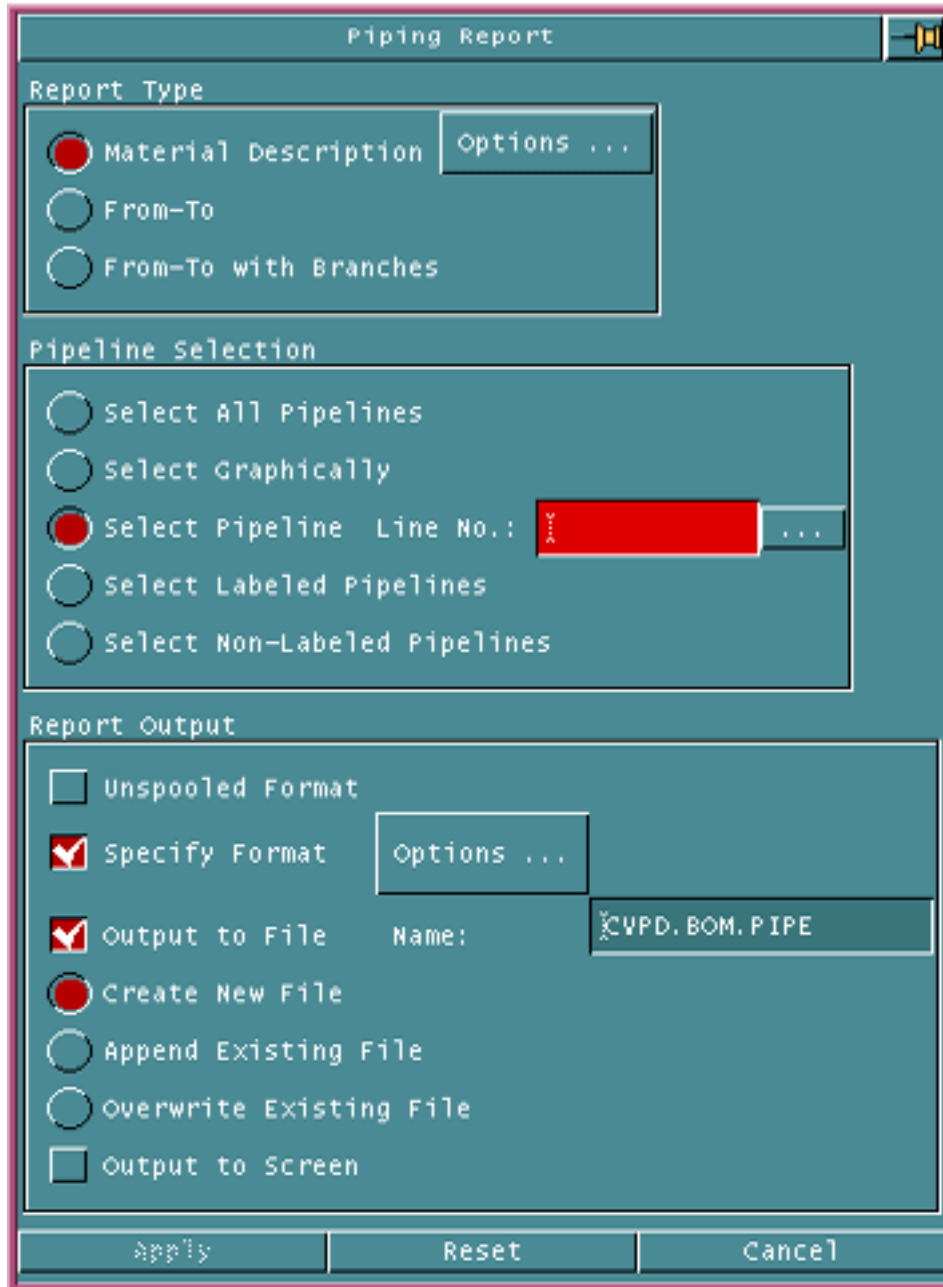 Piping Report
Report Type
Material Description Options ...
From-To
From-To with Branches
Pipeline Selection
Select All Pipelines
Select Graphically
Select Pipeline Line No.: ...
Select Labeled Pipelines
Select Non-Labeled Pipelines
Report Output
Unspooled Format
Specify Format Options ...
Output to File Name: CVPD.BOM.PIPE
Create New File
Append Existing File
Overwrite Existing File
Output to Screen
Apply Reset Cancel